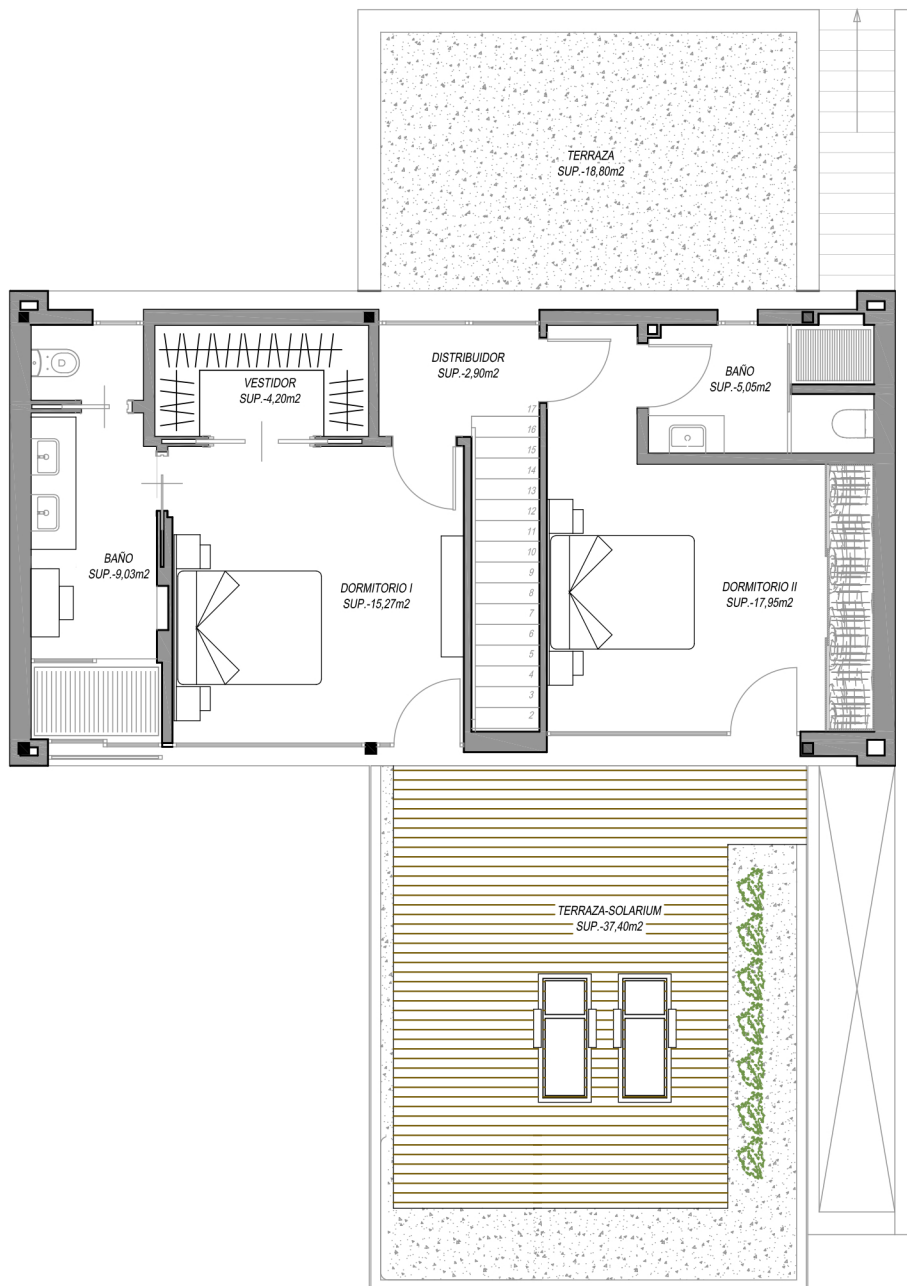 TERRAZA
SUP.-18,80m2
DISTRIBUIDOR
SUP.-2,90m2
BAÑO
SUP.-5,05m2
VESTIDOR
SUP.-4,20m2
17
16
15
14
13
12
11
10
9
8
7
6
5
4
3
2
BAÑO
SUP.-9,03m2
DORMITORIO I
SUP.-15,27m2
DORMITORIO II
SUP.-17,95m2
TERRAZA-SOLARIUM
SUP.-37,40m2